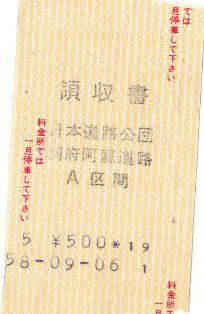 では
一旦停車して下さい
領収書
日本道路公団
別府阿蘇道路
A区間
料金所では
一旦停車して下さい
5 ¥500*19
58-09-06 1
料金所で
一旦